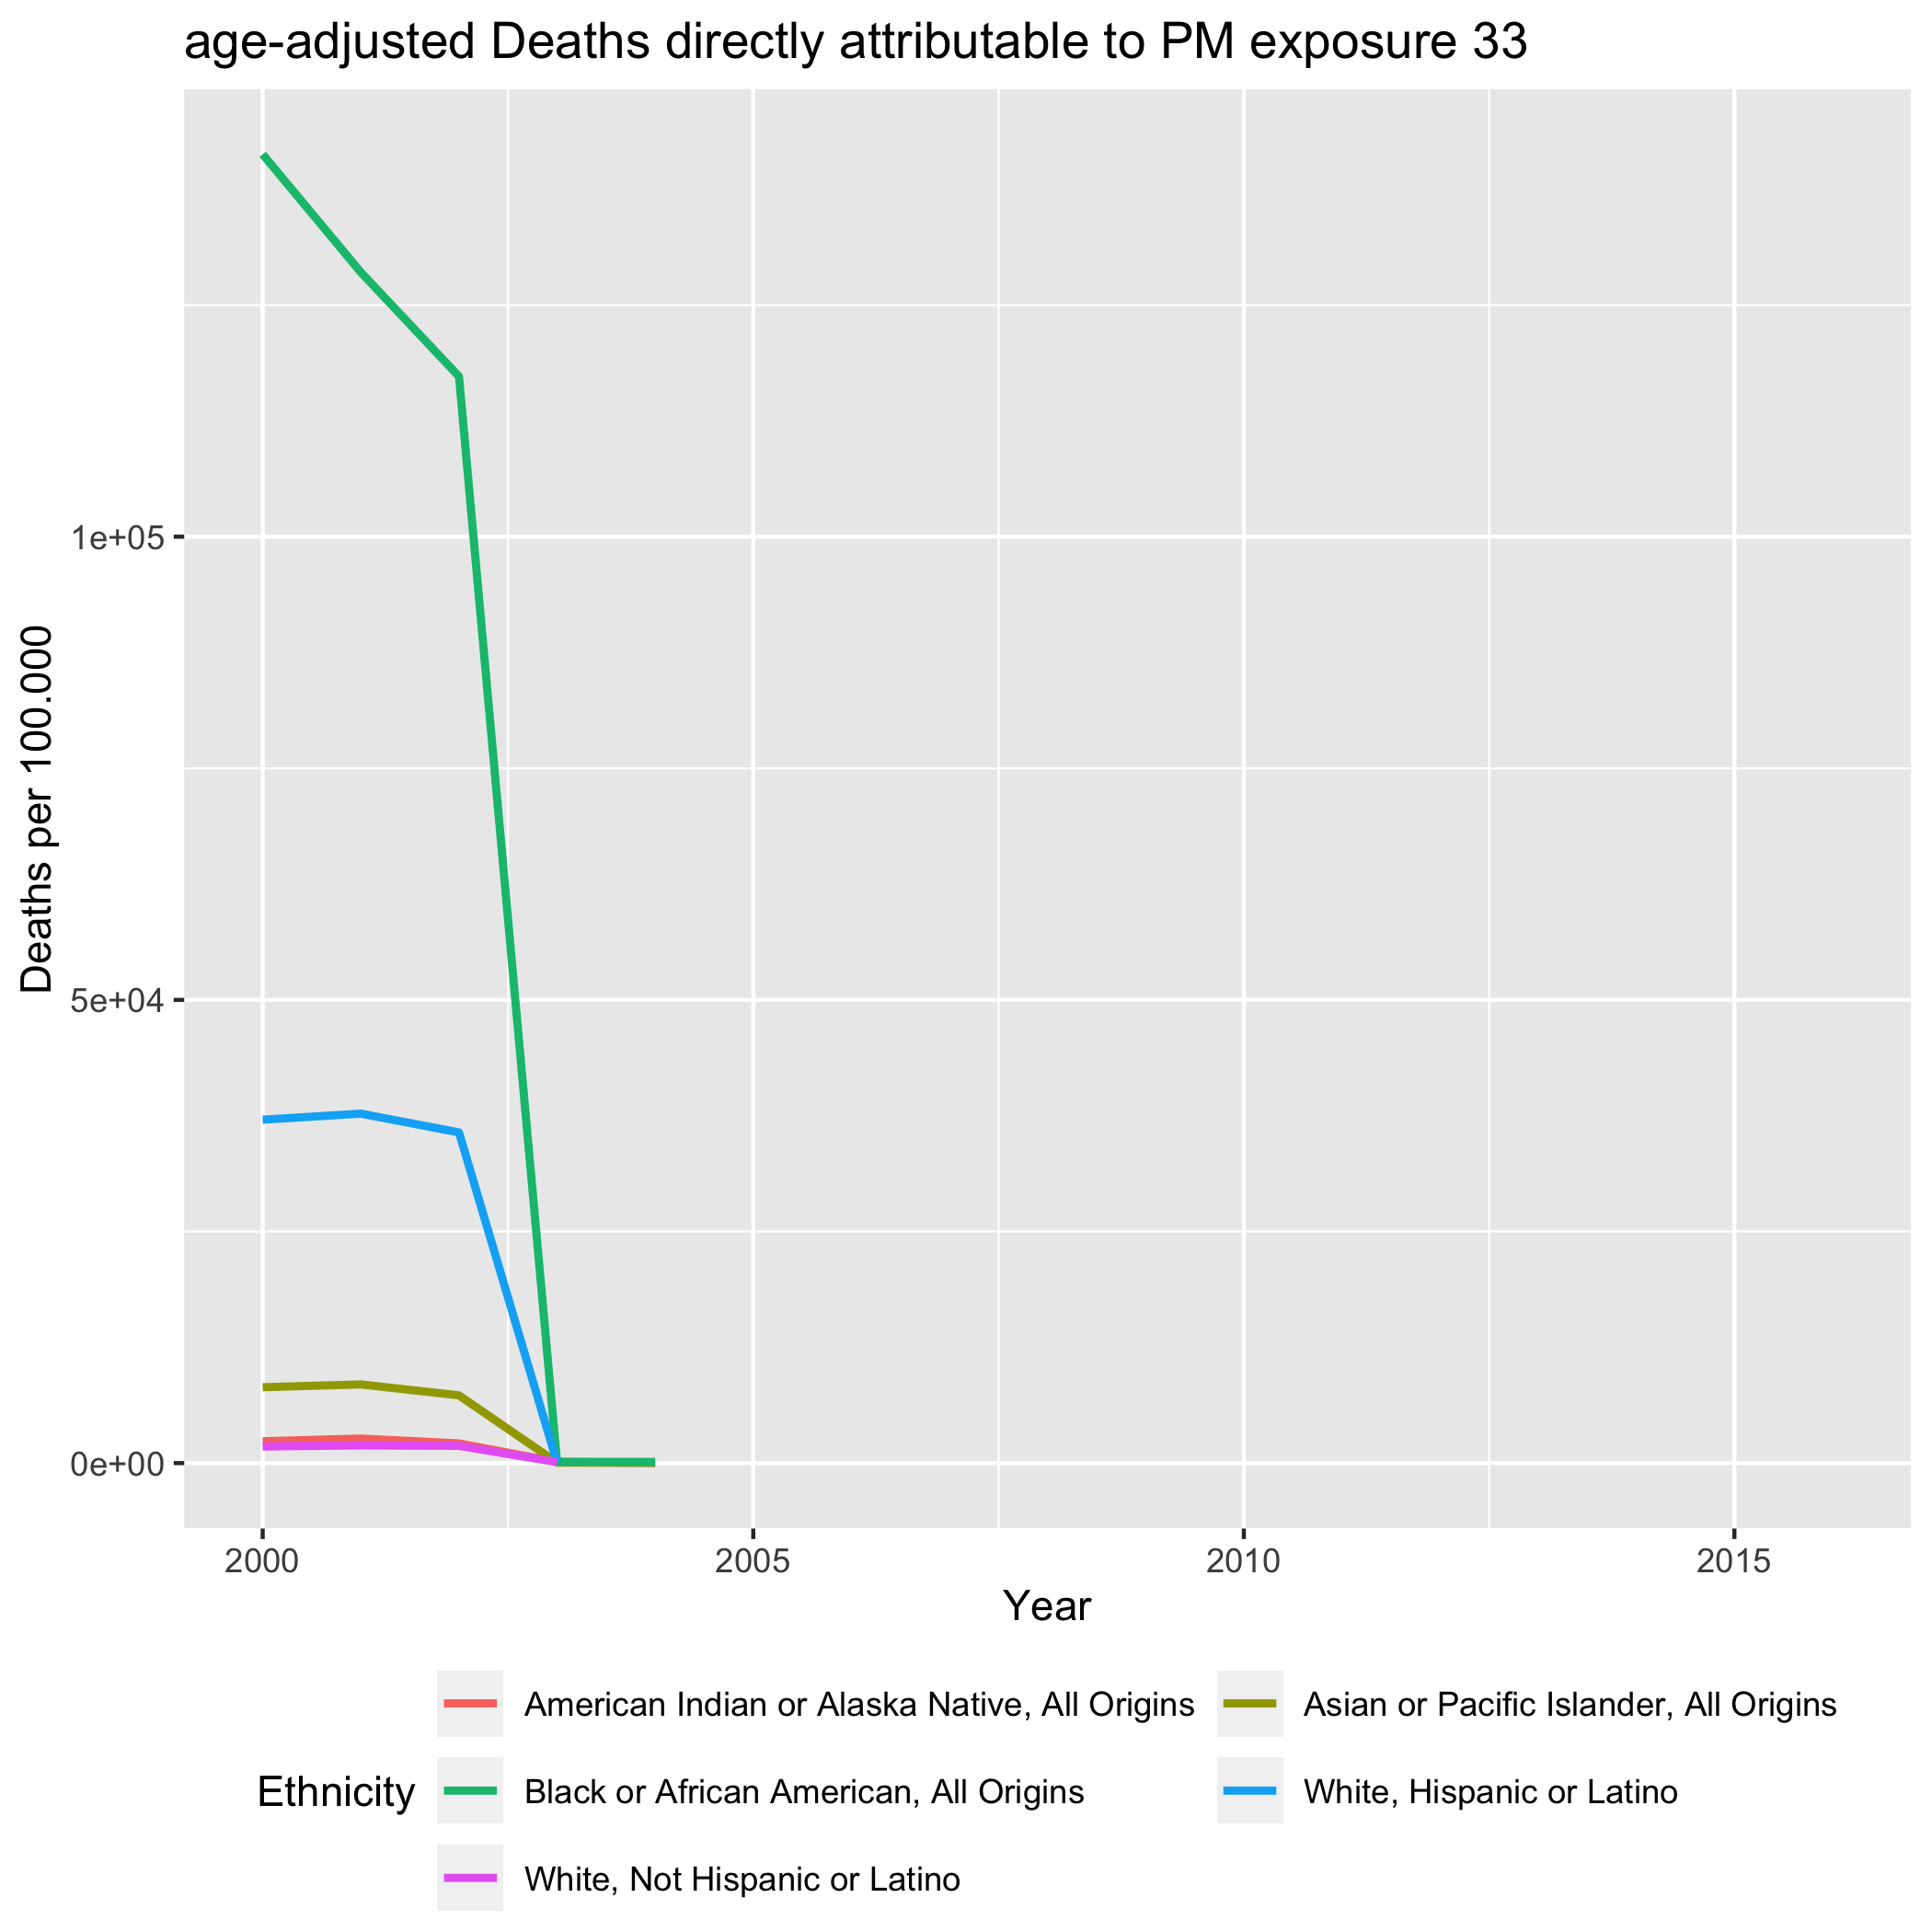 age-adjusted Deaths directly attributable to PM exposure 33
Deaths per 100.000
1e+05
5e+04
0e+00
2000 2005 2010 2015
Year
Ethnicity
American Indian or Alaska Native, All Origins
Asian or Pacific Islander, All Origins
Black or African American, All Origins
White, Hispanic or Latino
White, Not Hispanic or Latino